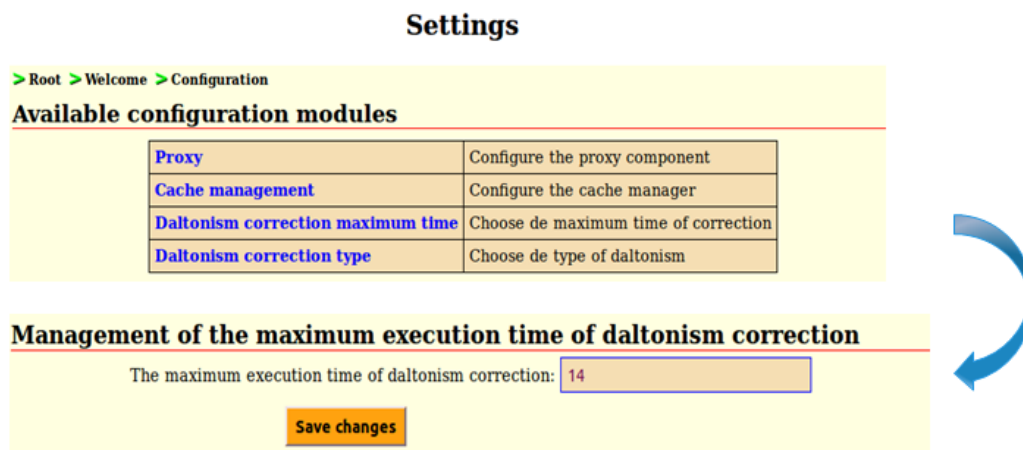 Settings
> Root > Welcome > Configuration
Available configuration modules
Proxy Configure the proxy component
Cache management Configure the cache manager
Daltonism correction maximum time Choose de maximum time of correction
Daltonism correction type Choose de type of daltonism
Management of the maximum execution time of daltonism correction
The maximum execution time of daltonism correction: 14
Save changes